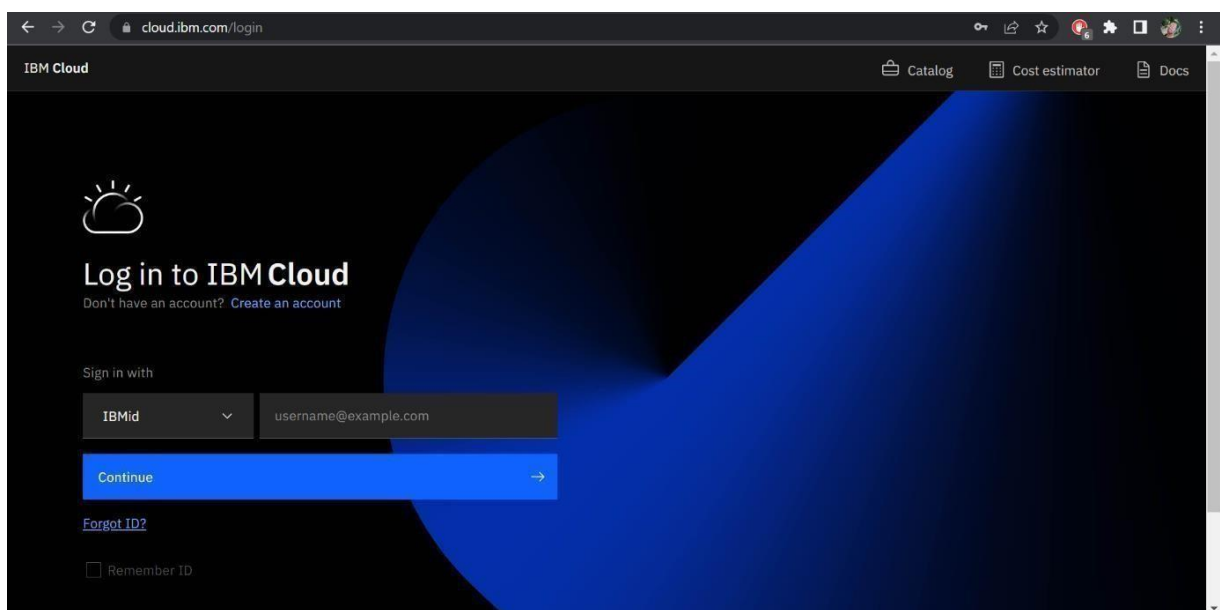 cloud.ibm.com/login
6
IBM Cloud
Catalog
Cost estimator
Docs
Log in to IBM Cloud
Don't have an account? Create an account
Sign in with
IBMid
username@example.com
Continue
Forgot ID?
Remember ID